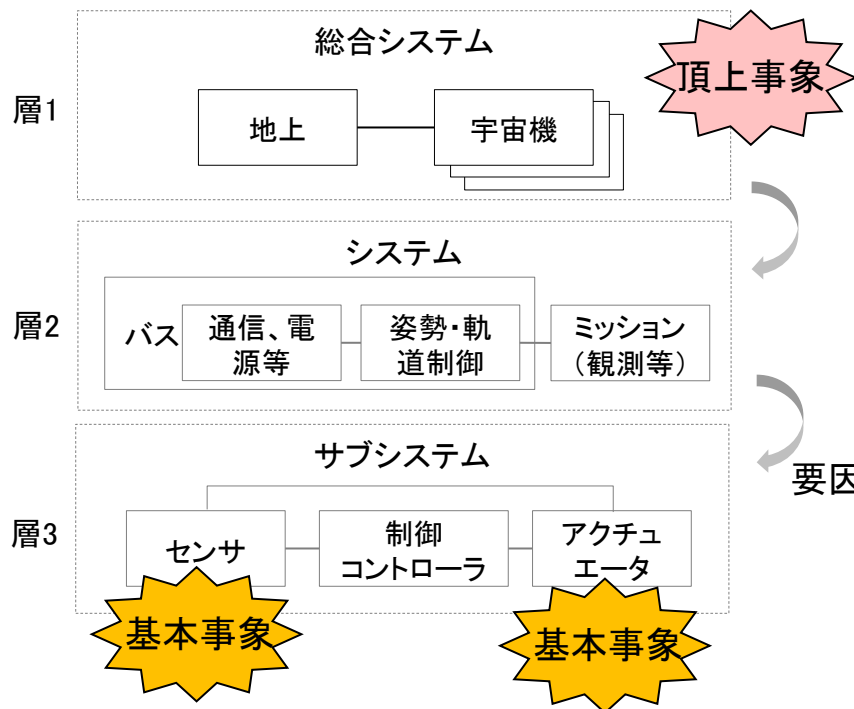 総合システム
頂上事象
層1
地上
宇宙機
システム
層2
バス
通信、電
源等
姿勢・軌
道制御
ミッション
(観測等)
サブシステム
要因
層3
センサ
制御
コントローラ
アクチュ
エータ
基本事象
基本事象